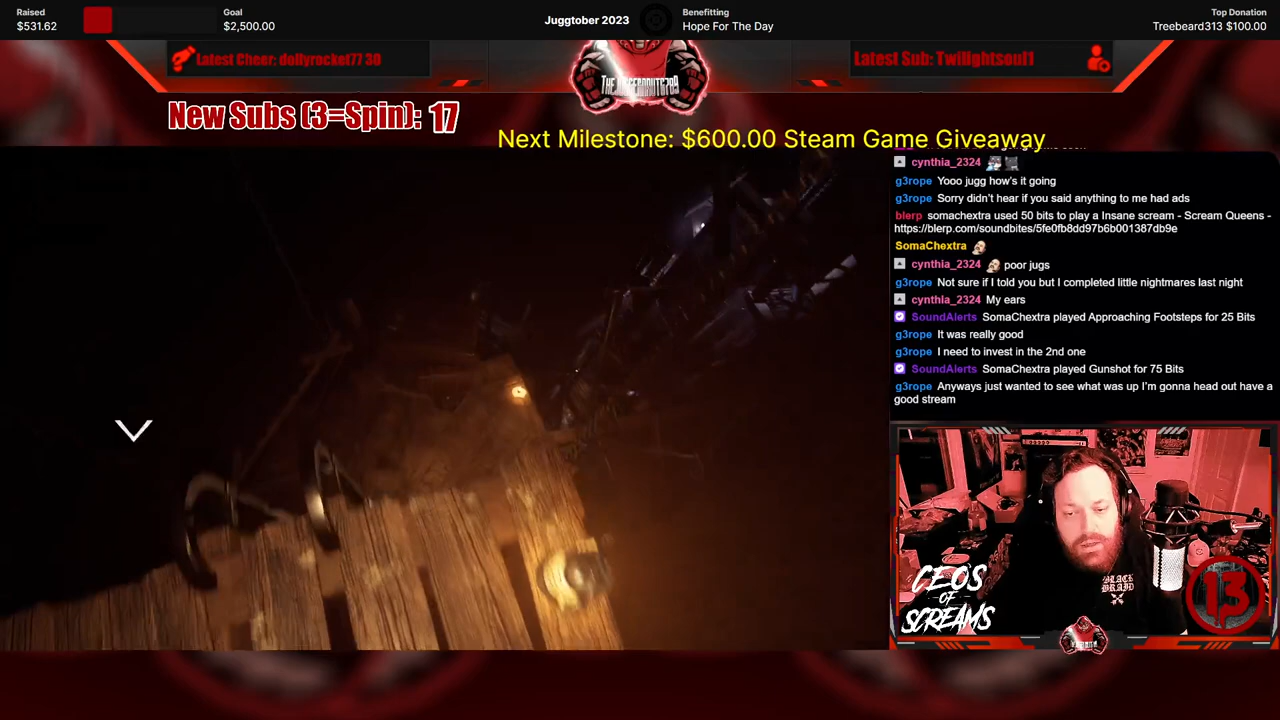 Raised
$531.62
Goal
$2,500.00
Juggtober 2023
Benefitting
Hope For The Day
Top Donation
Treebeard313 $100.00
Latest Cheer: dollyrocket77 30
THEJUGGERNAUT6789
Latest Sub: Twilightsoul1
New Subs (3=Spin): 17
Next Milestone: $600.00 Steam Game Giveaway
cynthia_2324
g3rope Yooo jugg how's it going
g3rope Sorry didn't hear if you said anything to me had ads
blerp somachextra used 50 bits to play a Insane scream - Scream Queens -
https://blerp.com/soundbites/5fe0fb8dd97b6b001387db9e
SomaChextra
cynthia_2324 poor jugs
g3rope Not sure if I told you but I completed little nightmares last night
cynthia_2324 My ears
SoundAlerts SomaChextra played Approaching Footsteps for 25 Bits
g3rope It was really good
g3rope I need to invest in the 2nd one
SoundAlerts SomaChextra played Gunshot for 75 Bits
g3rope Anyways just wanted to see what was up I'm gonna head out have a
good stream
CEOS
OF
SCREAMS
BLACK
BRAID
13